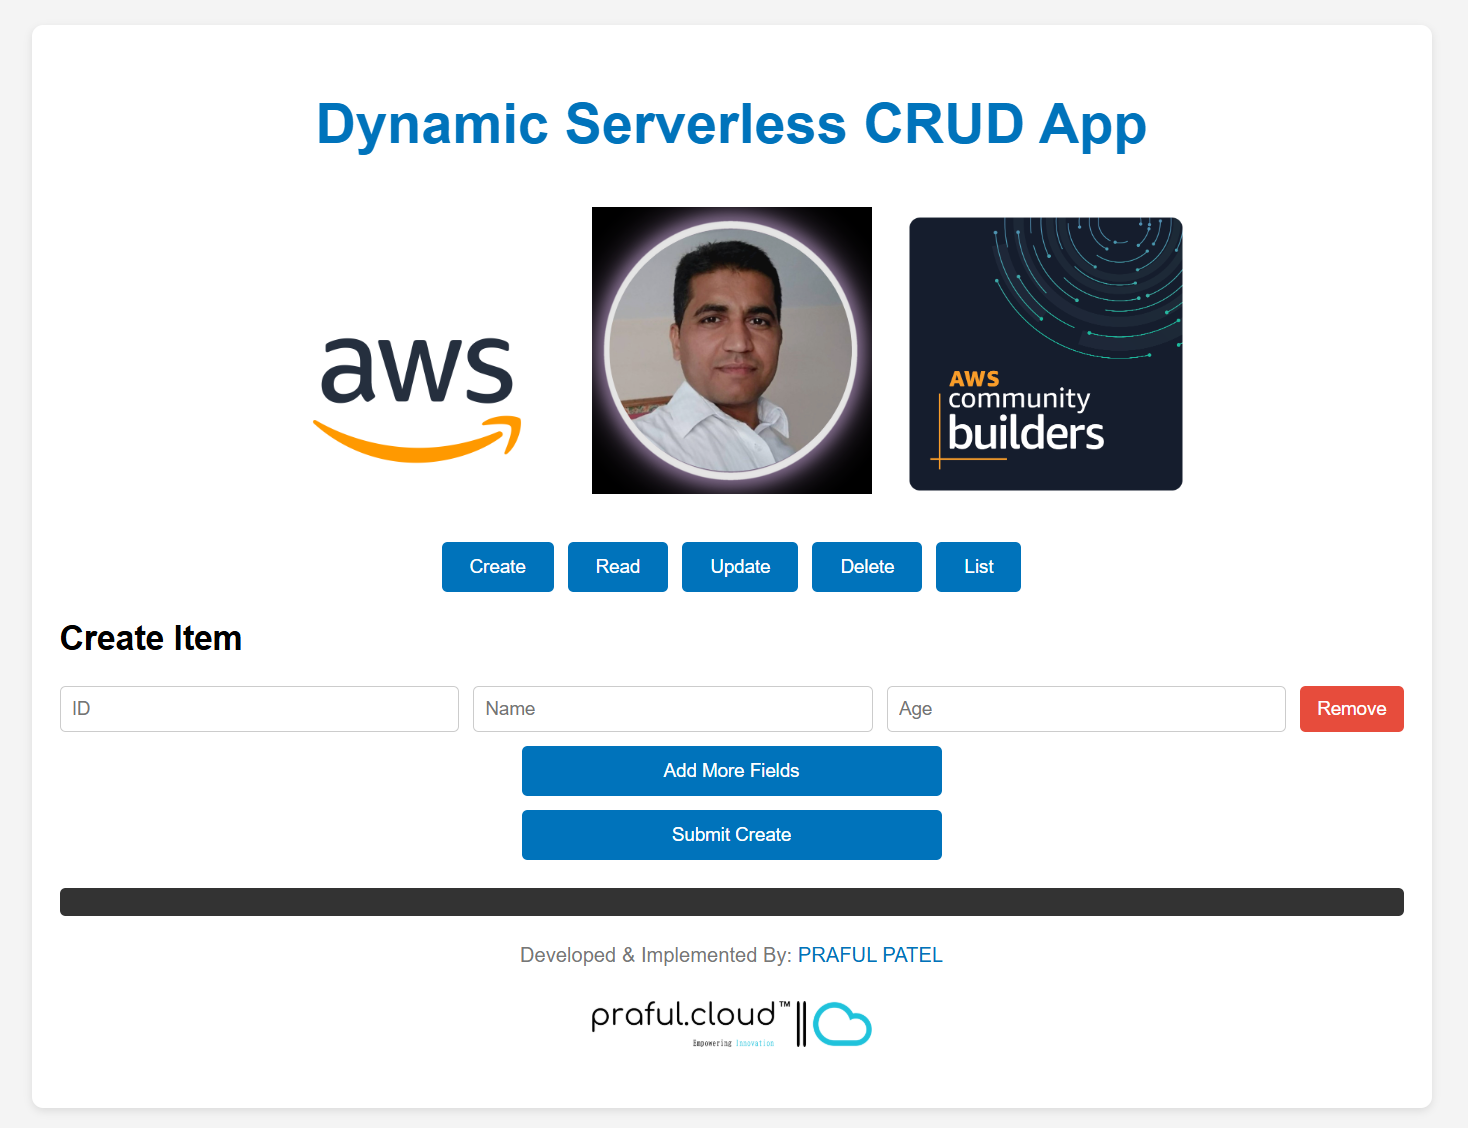 Dynamic Serverless CRUD App
aws
AWS
community
builders
Create Read Update Delete List
Create Item
ID Name Age Remove
Add More Fields
Submit Create
Developed & Implemented By: PRAFUL PATEL
praful.cloud™
Empowering Innovation